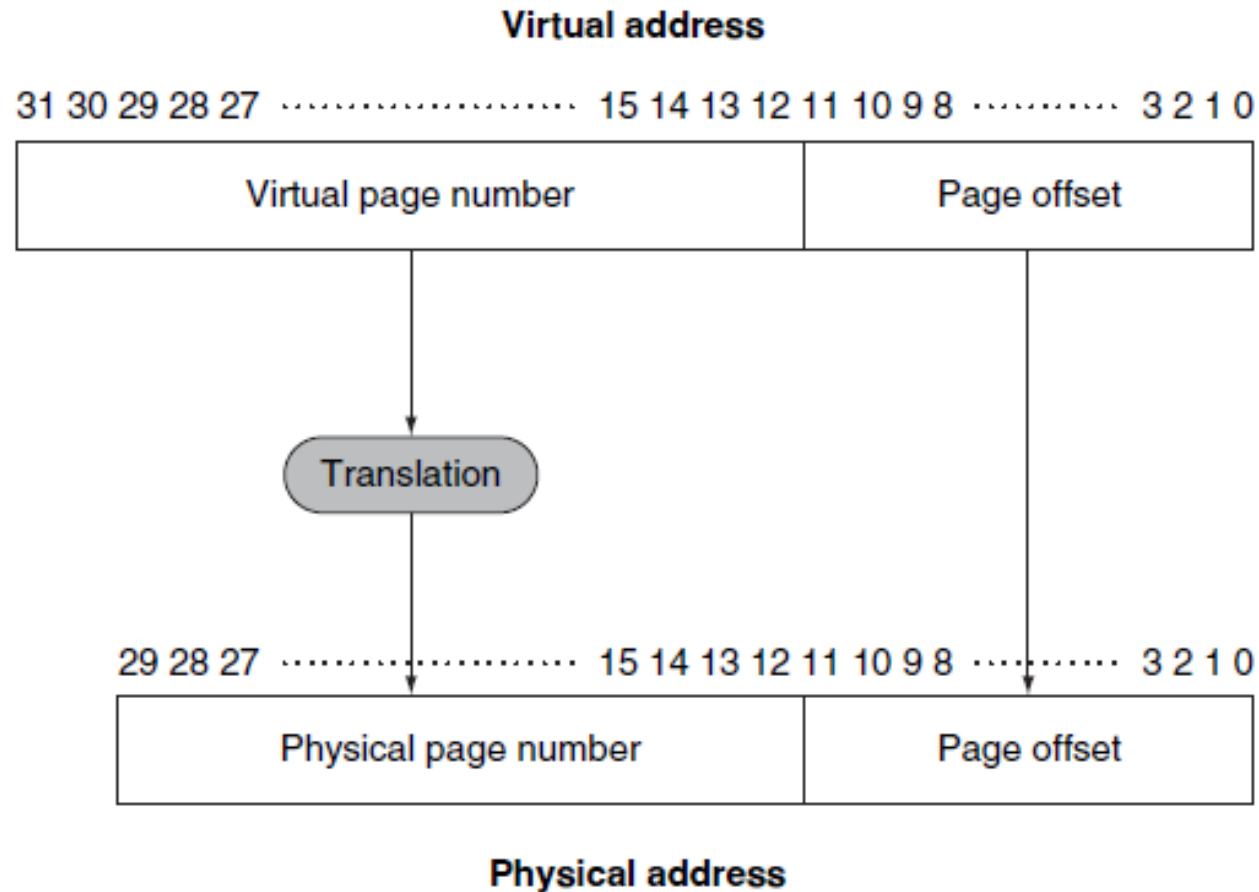 Virtual address
31 30 29 28 27 ..................... 15 14 13 12 11 10 9 8 .......... 3 2 1 0
Virtual page number Page offset
Translation
29 28 27 ..................... 15 14 13 12 11 10 9 8 .......... 3 2 1 0
Physical page number Page offset
Physical address